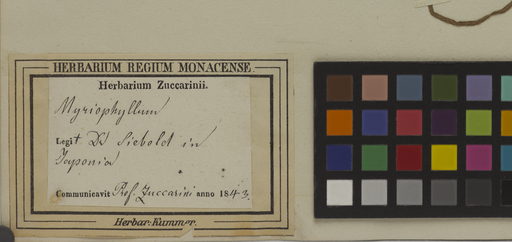 HERBARIUM REGIUM MONACENSE.
Herbarium Zuccarinii.
Myriophyllum
Legit Dr Siebold in
Japonia
Communicavit Prof. Zuccarini anno 1843.
Herbar. Kummer.